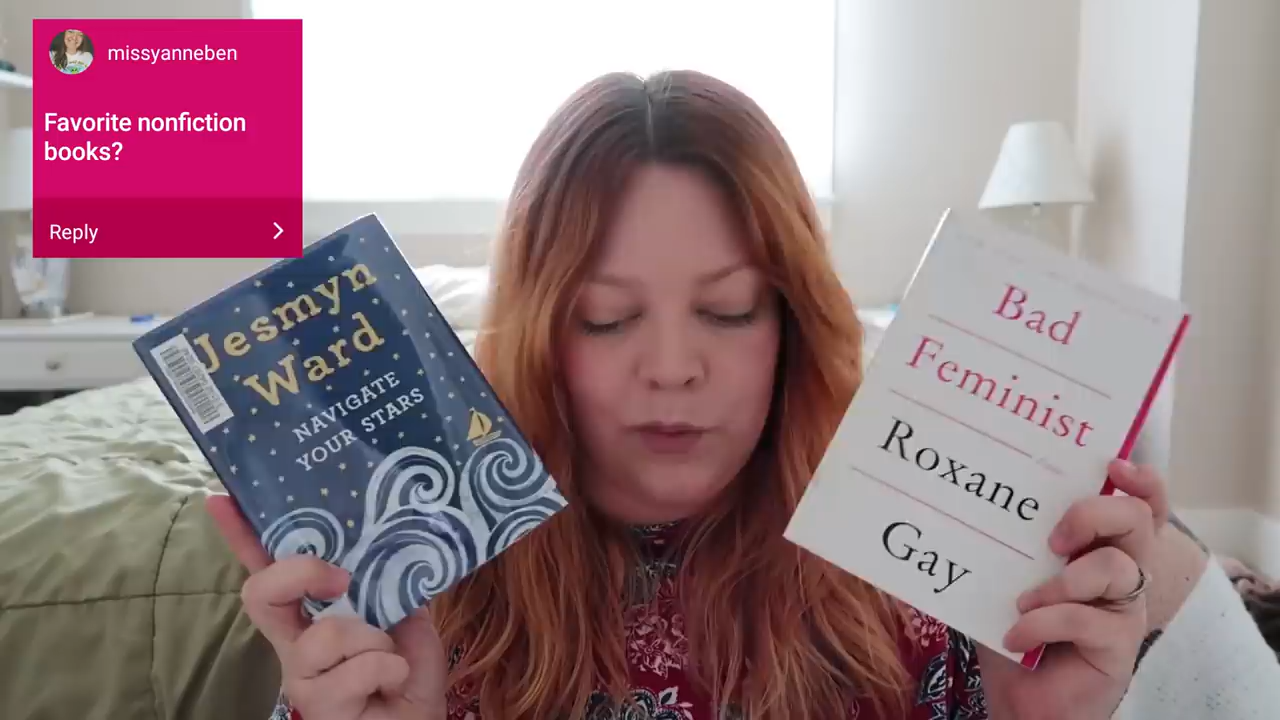 missyanneben
Favorite nonfiction
books?
Reply
Jesmyn
Ward
NAVIGATE
YOUR STARS
Bad
Feminist
Roxane
Gay